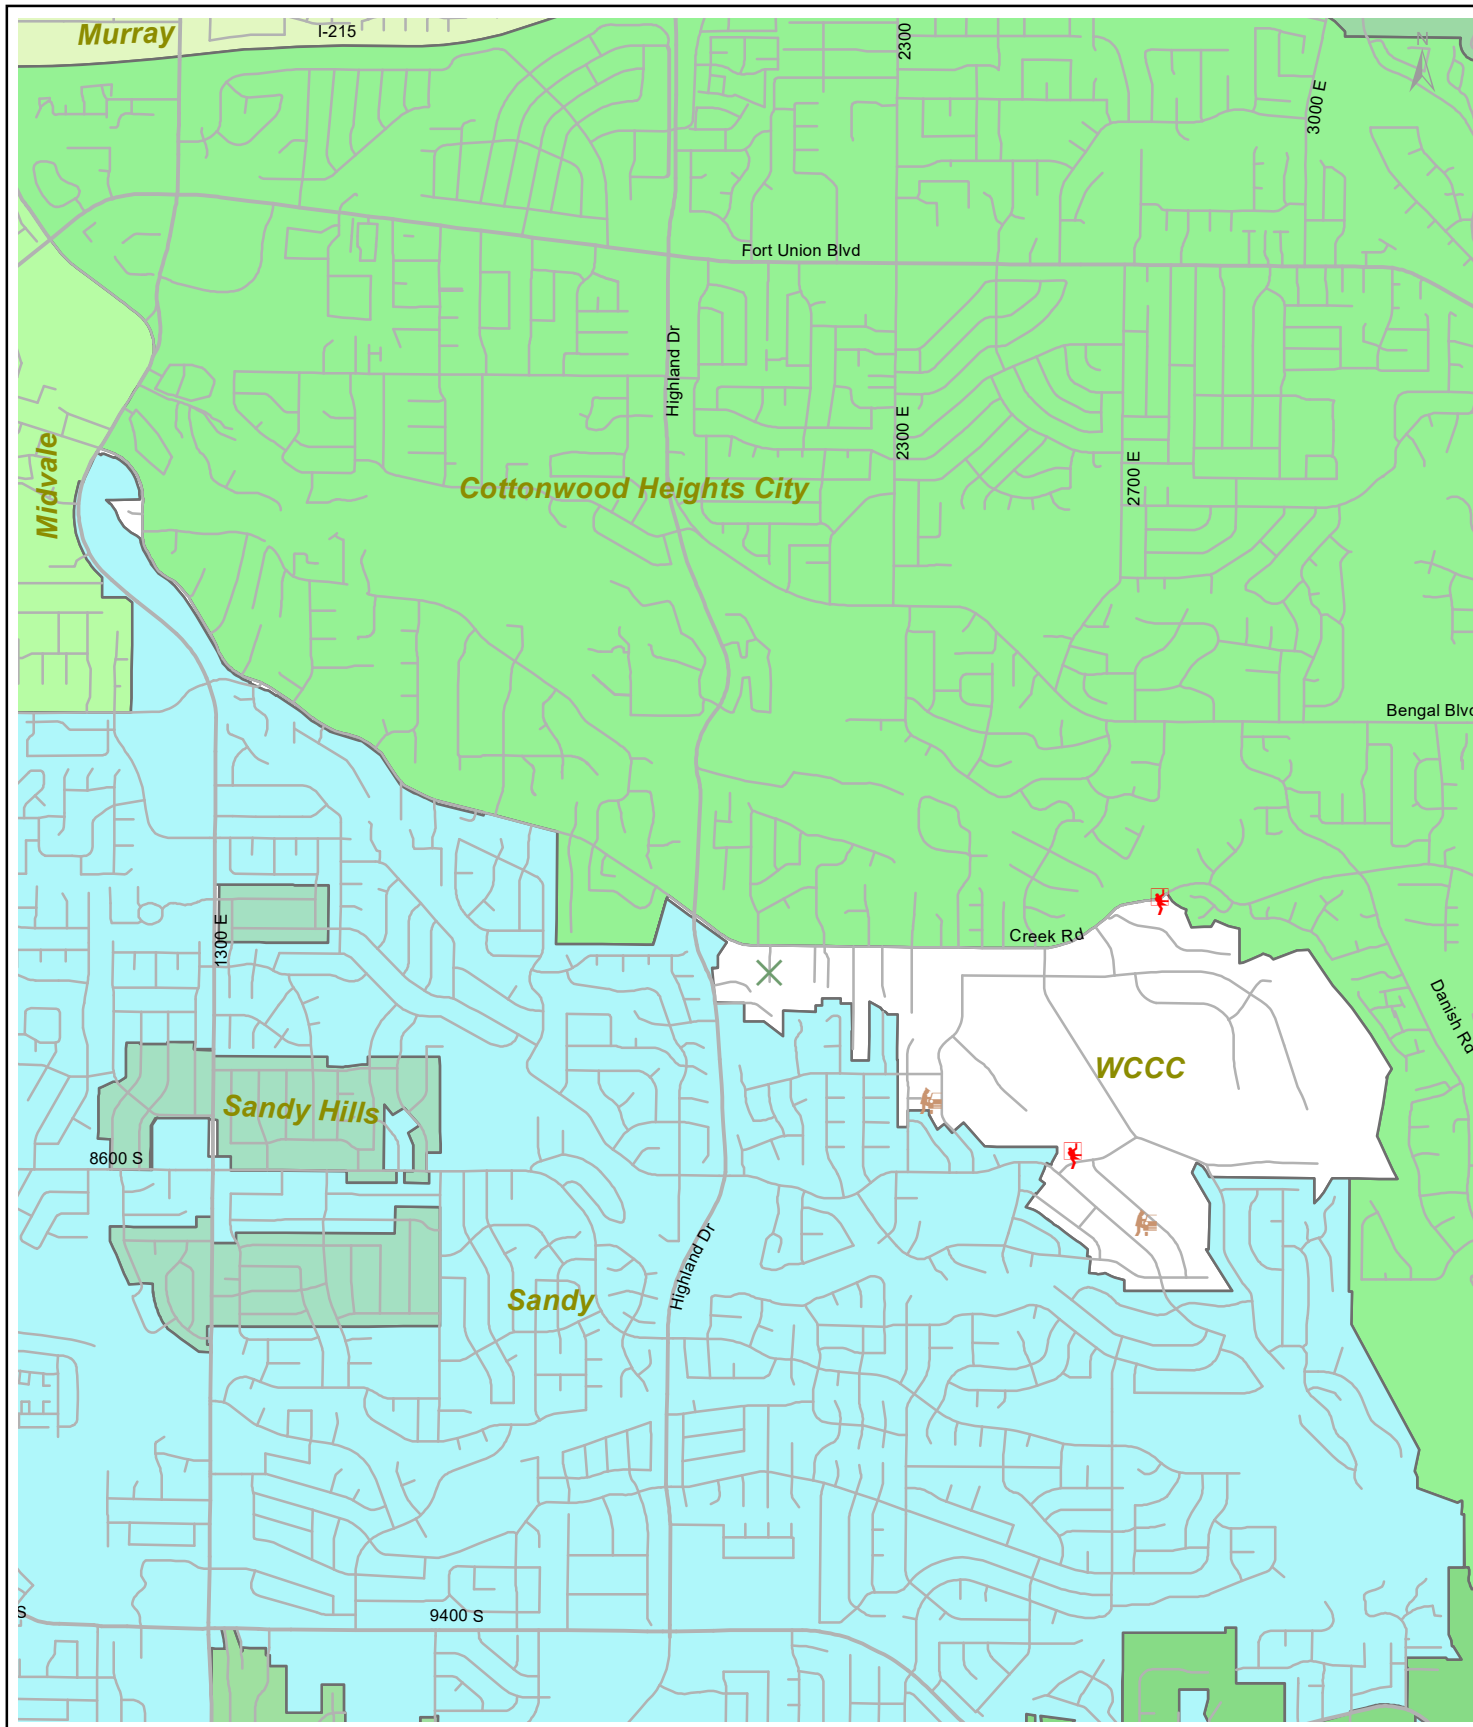 Murray
I-215
2300
N
3000 E
Fort Union Blvd
Highland Dr
2300 E
Midvale
2700 E
Cottonwood Heights City
Bengal Blvd
1300 E
Creek Rd
Danish Rd
WCCC
Sandy Hills
8600 S
Highland Dr
Sandy
S
9400 S